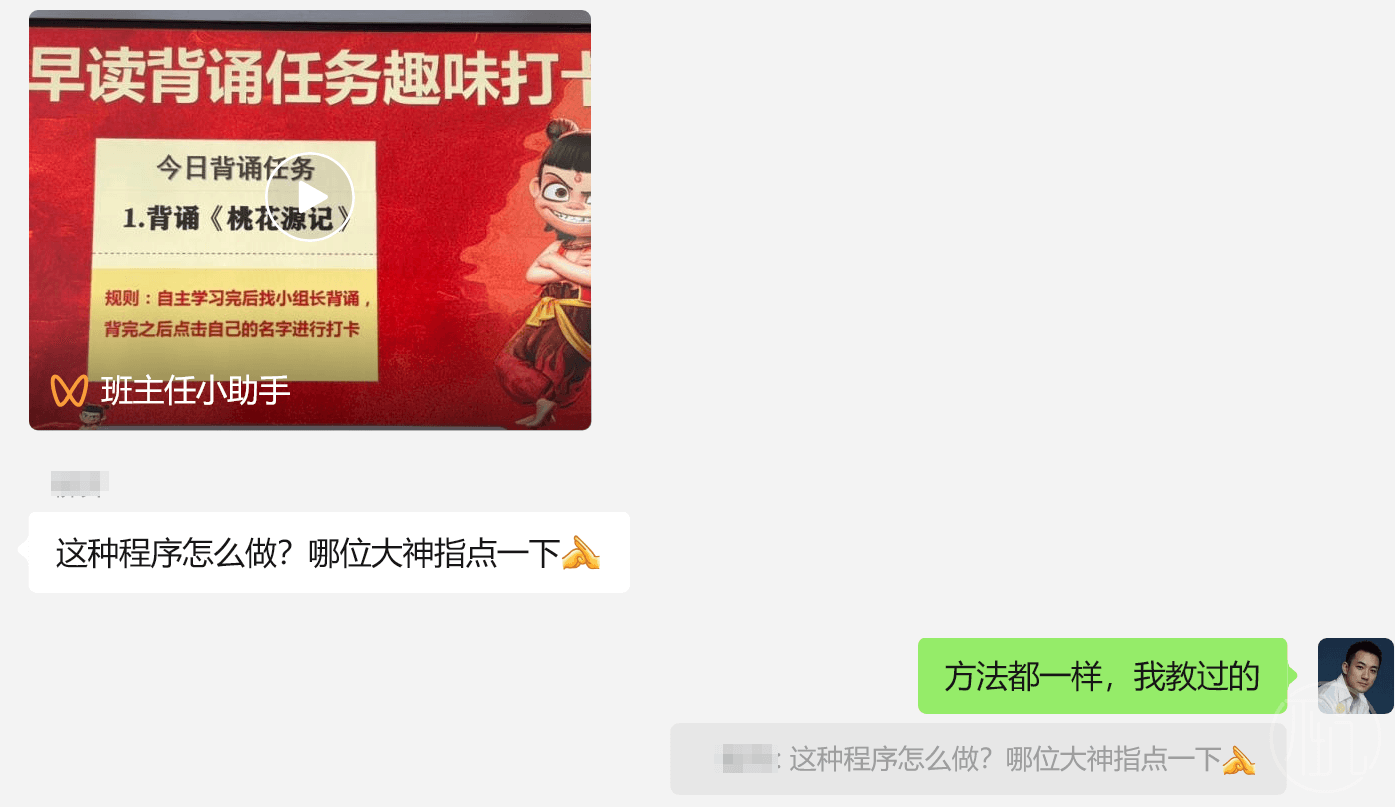 早读背诵任务趣味打卡
今日背诵任务
1.背诵《桃花源记》
规则：自主学习完后找小组长背诵，
背完之后点击自己的名字进行打卡
班主任小助手
这种程序怎么做？哪位大神指点一下
方法都一样，我教过的
: 这种程序怎么做？哪位大神指点一下